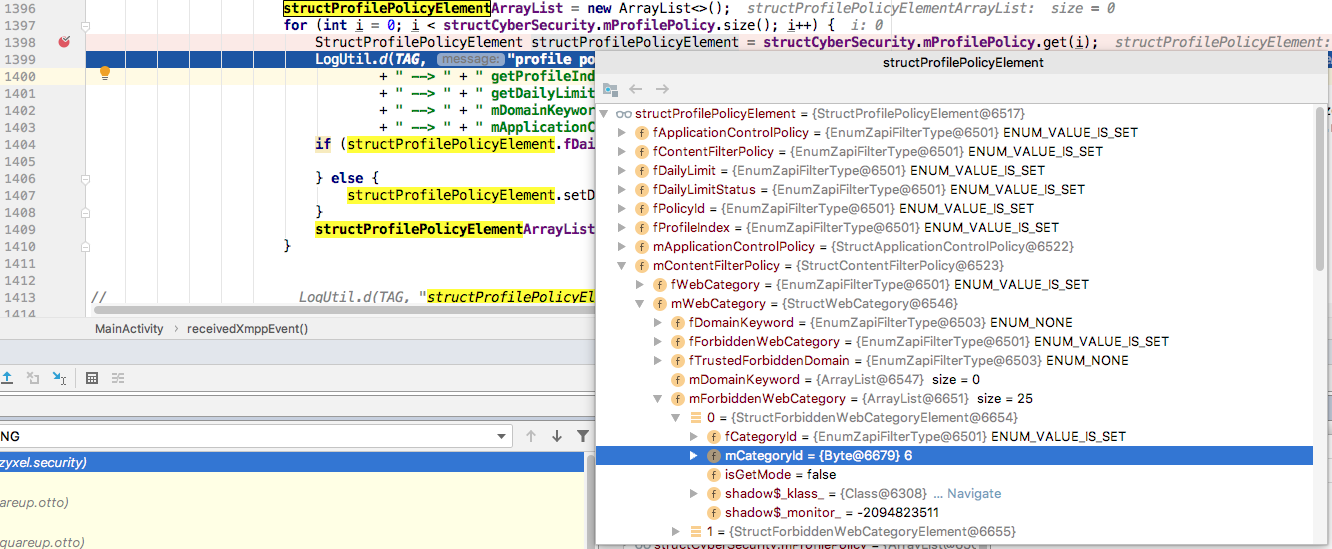 1396 structProfilePolicyElementArrayList = new ArrayList<>(); structProfilePolicyElementArrayList: size = 0
1397 for (int i = 0; i < structCyberSecurity.mProfilePolicy.size(); i++) { i: 0
1398 StructProfilePolicyElement structProfilePolicyElement = structCyberSecurity.mProfilePolicy.get(i); structProfilePolicyElement:
1399 LogUtil.d(TAG, message: "profile po
1400 + " ––> " + " getProfileInd
1401 + " ––> " + " getDailyLimit
1402 + " ––> " + " mDomainKeywor
1403 + " ––> " + " mApplicationC
1404 if (structProfilePolicyElement.fDai
1405
1406 } else {
1407 structProfilePolicyElement.setD
1408 }
1409 structProfilePolicyElementArrayList
1410 }
1411
1412
1413 // LogUtil.d(TAG, "structProfilePolicyEl
1414
MainActivity › receivedXmppEvent()
NG
zyxel.security)
areup.otto)
quareup.otto)
structProfilePolicyElement
structProfilePolicyElement = {StructProfilePolicyElement@6517}
f fApplicationControlPolicy = {EnumZapiFilterType@6501} ENUM_VALUE_IS_SET
f fContentFilterPolicy = {EnumZapiFilterType@6501} ENUM_VALUE_IS_SET
f fDailyLimit = {EnumZapiFilterType@6501} ENUM_VALUE_IS_SET
f fDailyLimitStatus = {EnumZapiFilterType@6501} ENUM_VALUE_IS_SET
f fPolicyId = {EnumZapiFilterType@6501} ENUM_VALUE_IS_SET
f fProfileIndex = {EnumZapiFilterType@6501} ENUM_VALUE_IS_SET
f mApplicationControlPolicy = {StructApplicationControlPolicy@6522}
f mContentFilterPolicy = {StructContentFilterPolicy@6523}
f fWebCategory = {EnumZapiFilterType@6501} ENUM_VALUE_IS_SET
f mWebCategory = {StructWebCategory@6546}
f fDomainKeyword = {EnumZapiFilterType@6503} ENUM_NONE
f fForbiddenWebCategory = {EnumZapiFilterType@6501} ENUM_VALUE_IS_SET
f fTrustedForbiddenDomain = {EnumZapiFilterType@6503} ENUM_NONE
f mDomainKeyword = {ArrayList@6547} size = 0
f mForbiddenWebCategory = {ArrayList@6651} size = 25
0 = {StructForbiddenWebCategoryElement@6654}
f fCategoryId = {EnumZapiFilterType@6501} ENUM_VALUE_IS_SET
f mCategoryId = {Byte@6679} 6
f isGetMode = false
f shadow$_klass_ = {Class@6308} ... Navigate
f shadow$_monitor_ = -2094823511
1 = {StructForbiddenWebCategoryElement@6655}